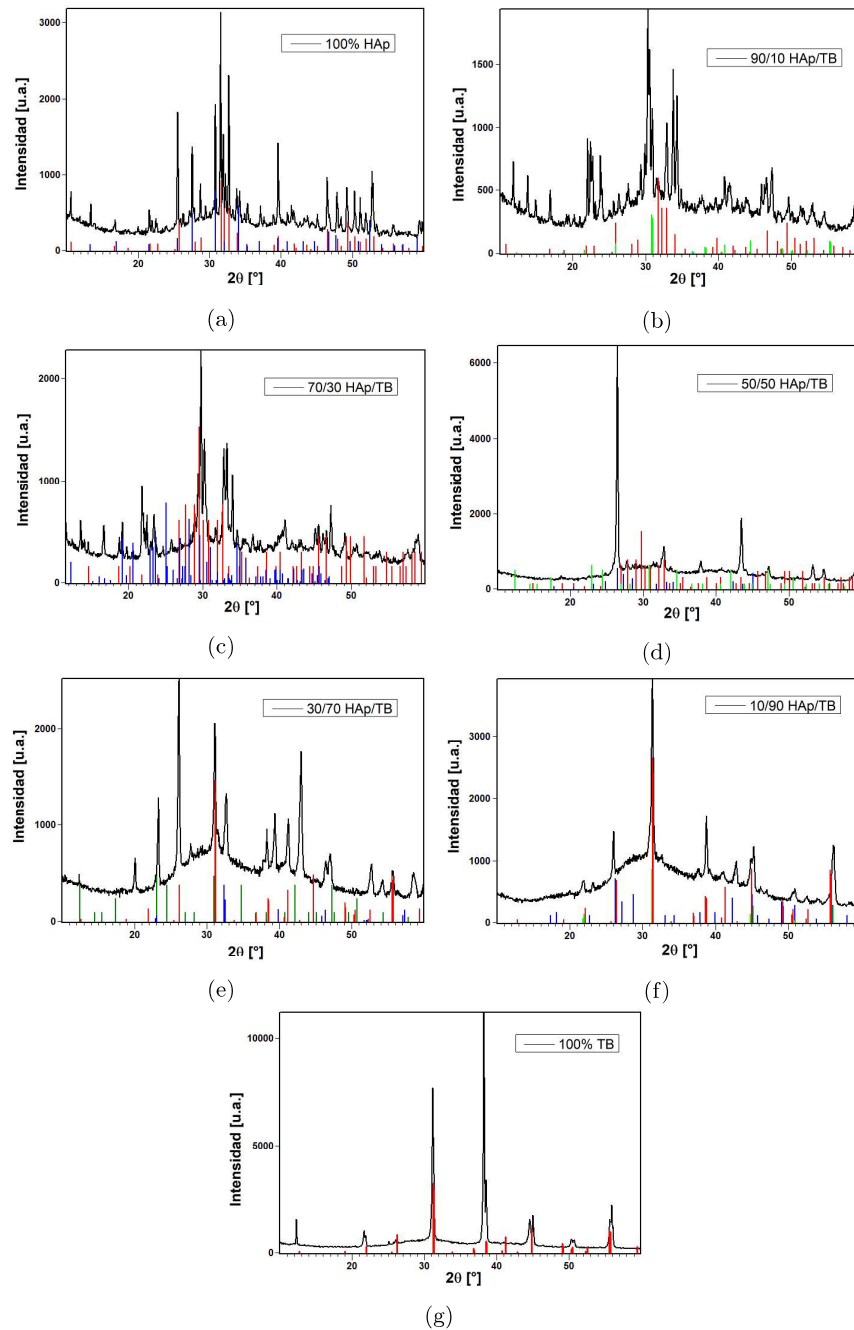 3000
2000
1000
0
Intensidad [u.a.]
100% HAp
20 30 40 50
2θ [°]
(a)
1500
1000
500
0
Intensidad [u.a.]
90/10 HAp/TB
20 30 40 50
2θ [°]
(b)
2000
1000
0
Intensidad [u.a.]
70/30 HAp/TB
20 30 40 50
2θ [°]
(c)
6000
4000
2000
0
Intensidad [u.a.]
50/50 HAp/TB
20 30 40 50
2θ [°]
(d)
2000
1000
0
Intensidad [u.a.]
30/70 HAp/TB
20 30 40 50
2θ [°]
(e)
3000
2000
1000
0
Intensidad [u.a.]
10/90 HAp/TB
20 30 40 50
2θ [°]
(f)
10000
5000
0
Intensidad [u.a.]
100% TB
20 30 40 50
2θ [°]
(g)